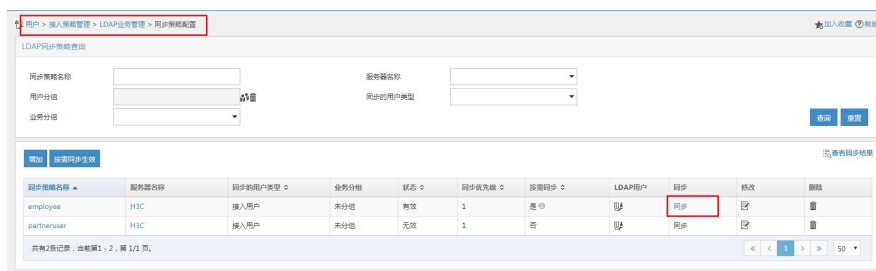 用户 > 接入策略管理 > LDAP业务管理 > 同步策略配置
加入收藏 ?帮助
LDAP同步策略查询
同步策略名称 服务器名称
用户分组 同步的用户类型
业务分组
查询 重置
增加 按需同步生效 查看同步结果
同步策略名称 服务器名称 同步的用户类型 业务分组 状态 同步优先级 按需同步 LDAP用户 同步 修改 删除
employee H3C 接入用户 未分组 有效 1 是 同步
partneruser H3C 接入用户 未分组 无效 1 否 同步
共有2条记录，当前第1 - 2，第 1/1 页。 « < 1 > » 50